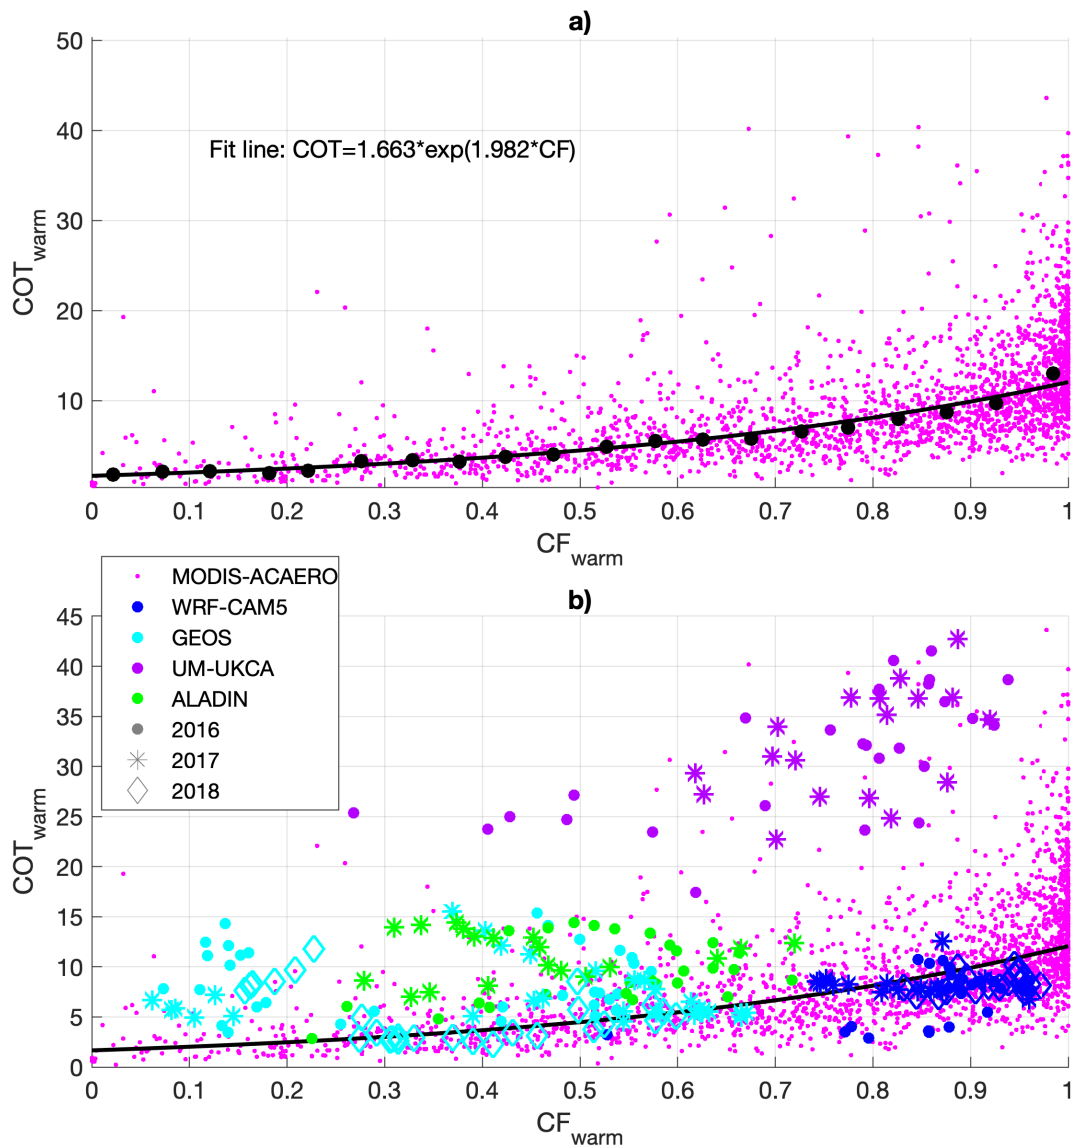 a)
50
40
30
20
10
COT_warm
Fit line: COT=1.663*exp(1.982*CF)
0 0.1 0.2 0.3 0.4 0.5 0.6 0.7 0.8 0.9 1
CF_warm
MODIS-ACAERO
WRF-CAM5
GEOS
UM-UKCA
ALADIN
2016
2017
2018
b)
45
40
35
30
25
20
15
10
5
0
COT_warm
0 0.1 0.2 0.3 0.4 0.5 0.6 0.7 0.8 0.9 1
CF_warm